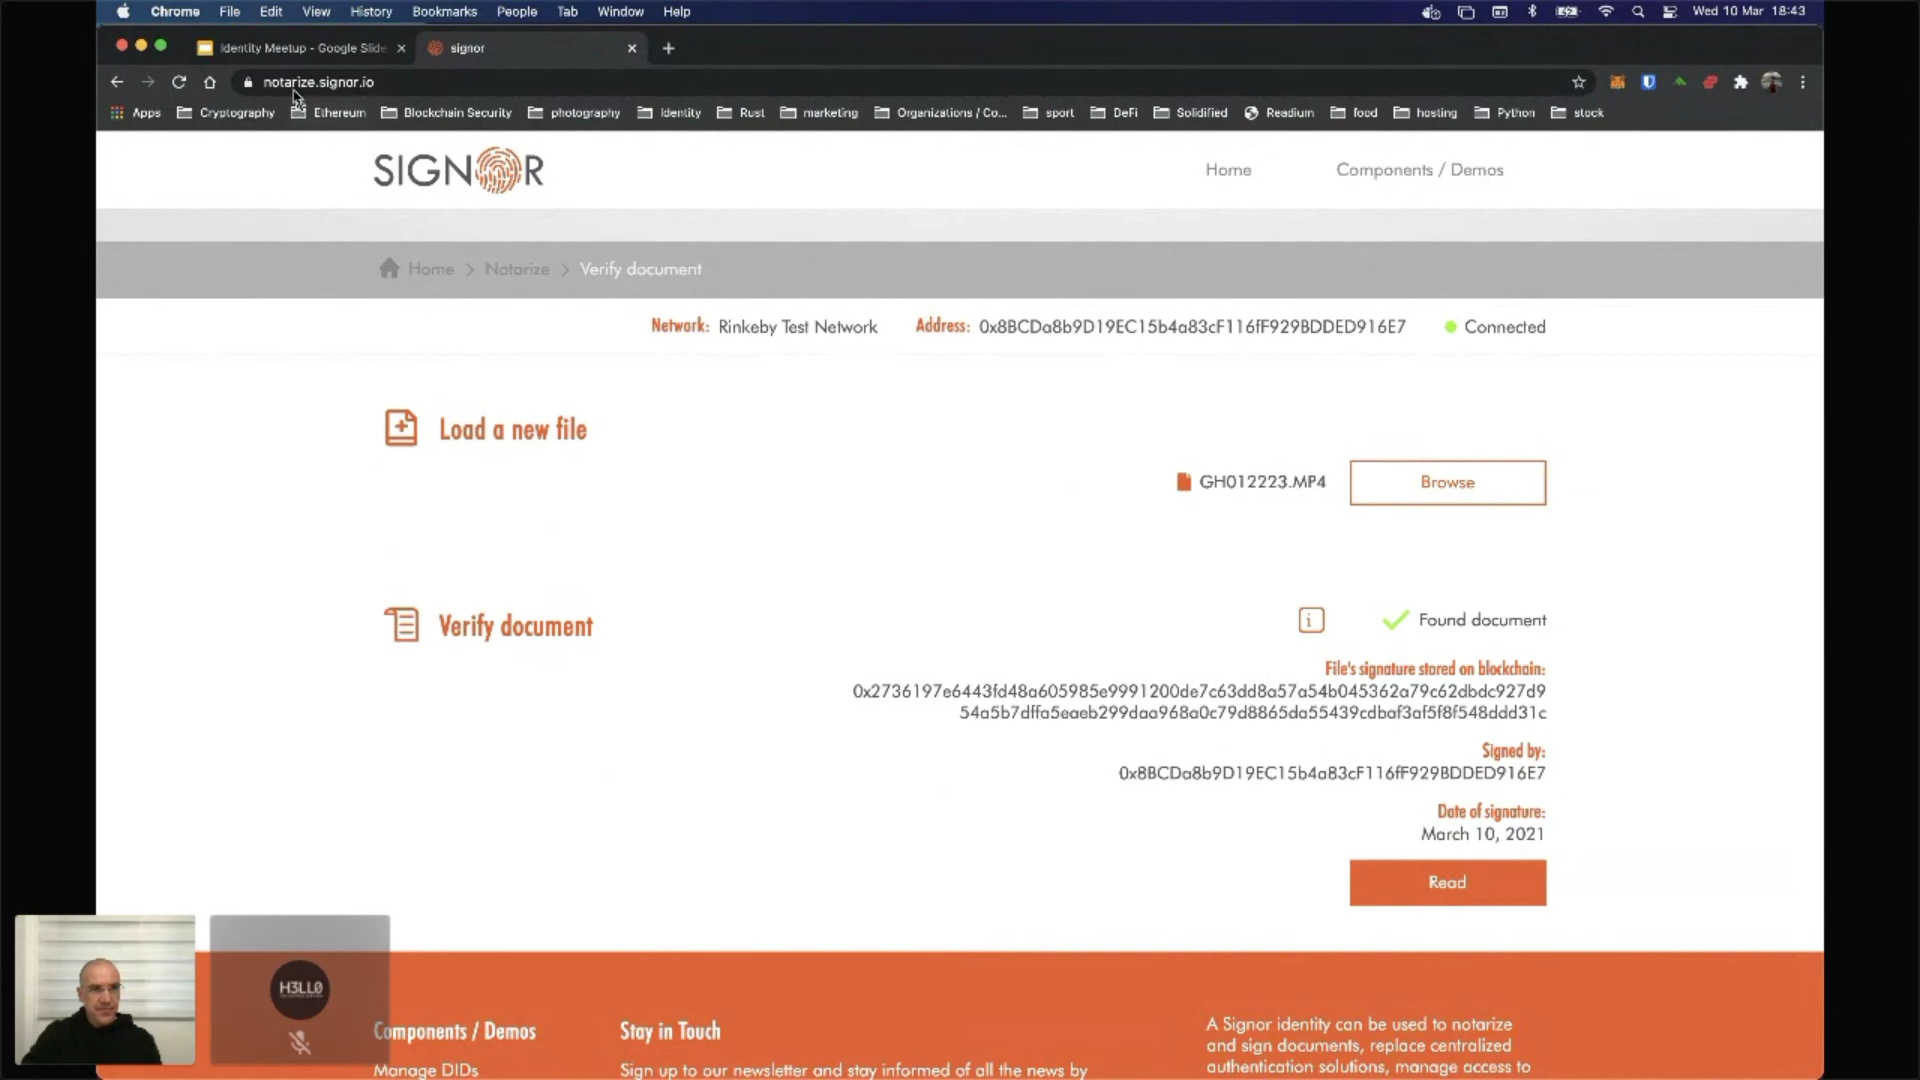 Chrome File Edit View History Bookmarks People Tab Window Help Wed 10 Mar 18:43
Identity Meetup - Google Slide signor
notarize.signor.io
Apps Cryptography Ethereum Blockchain Security photography Identity Rust marketing Organizations / Co... sport DeFi Solidified Readium food hosting Python stock
SIGNOR Home Components / Demos
Home > Notarize > Verify document
Network: Rinkeby Test Network Address: 0x8BCDa8b9D19EC15b4a83cF116fF929BDDED916E7 Connected
Load a new file
GH012223.MP4 Browse
Verify document i Found document
File's signature stored on blockchain:
0x2736197e6443fd48a605985e9991200de7c63dd8a57a54b045362a79c62dbdc927d9
54a5b7dffa5eaeb299daa968a0c79d8865da55439cdbaf3af5f8f548ddd31c
Signed by:
0x8BCDa8b9D19EC15b4a83cF116fF929BDDED916E7
Date of signature:
March 10, 2021
Read
H3LL0
Components / Demos Stay in Touch A Signor identity can be used to notarize
and sign documents, replace centralized
Manage DIDs Sign up to our newsletter and stay informed of all the news by authentication solutions, manage access to